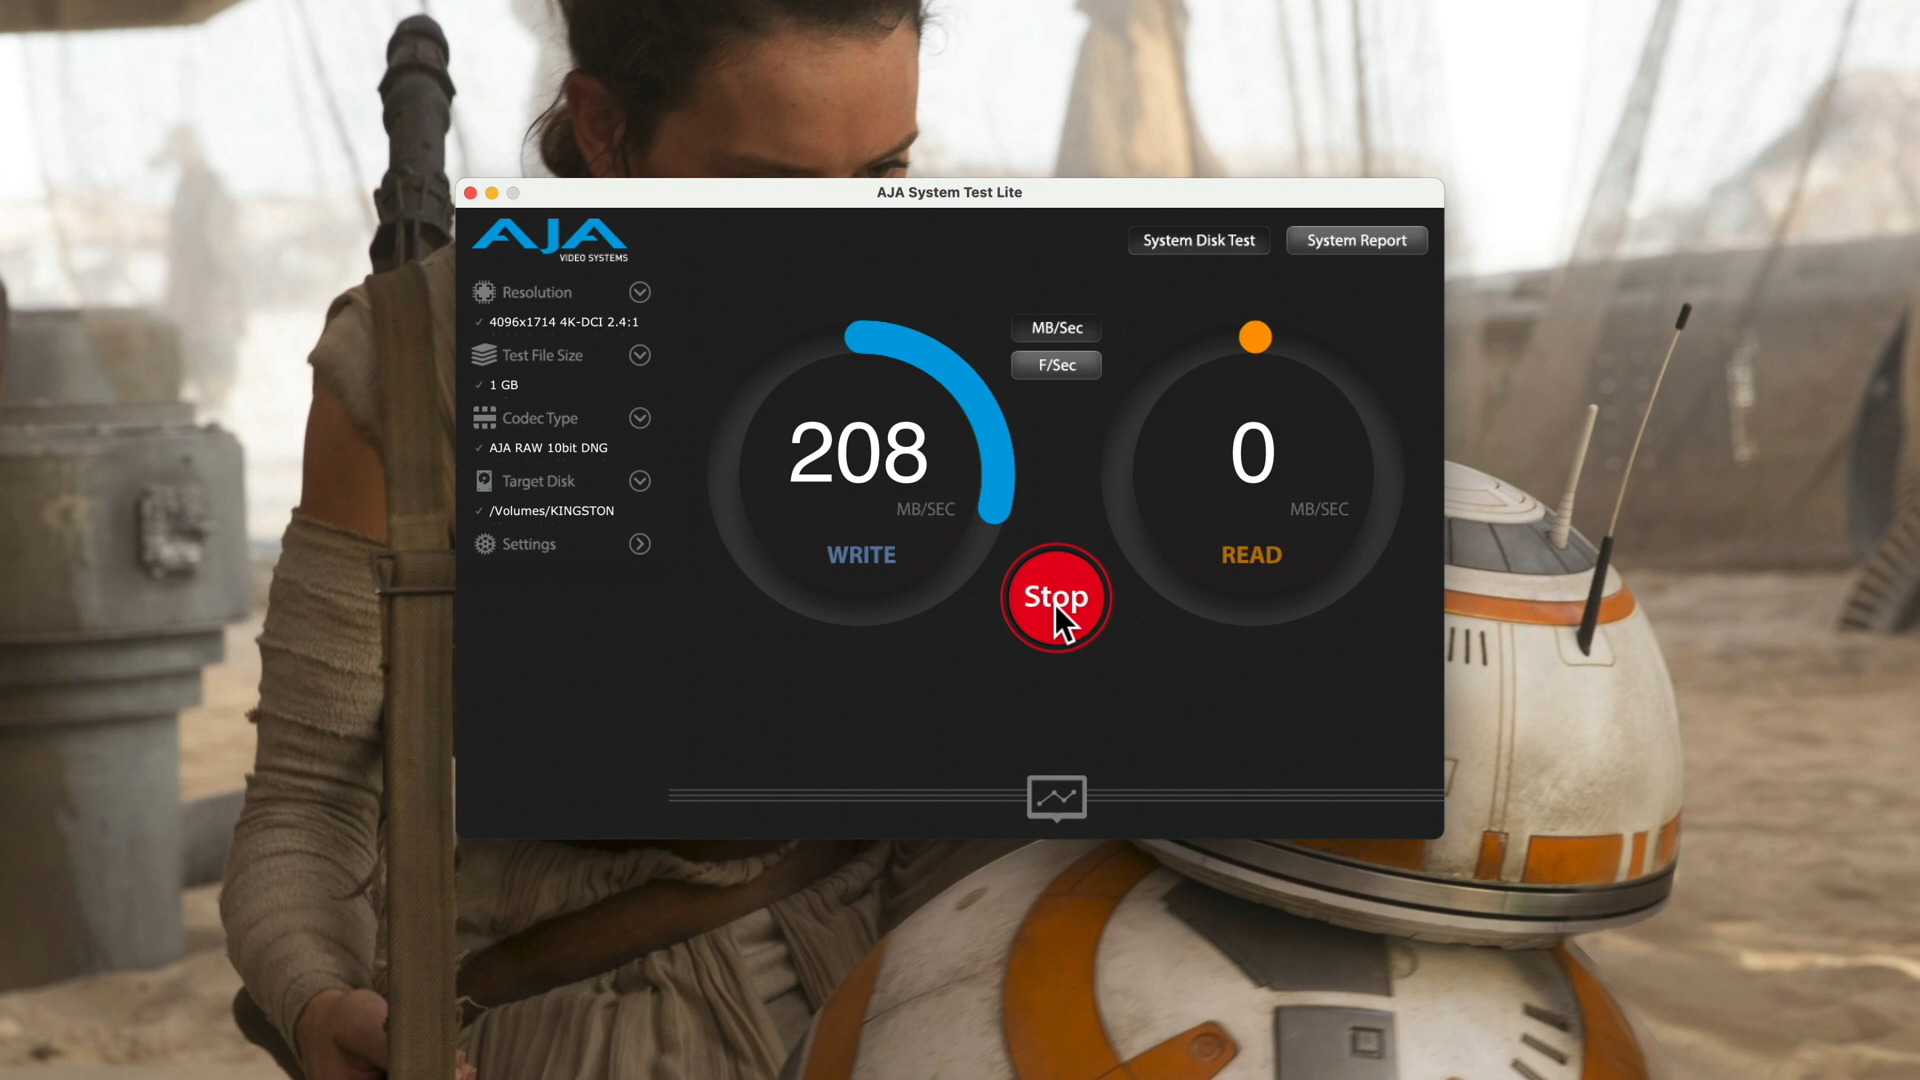 AJA System Test Lite
AJA
VIDEO SYSTEMS
System Disk Test
System Report
Resolution
✓ 4096x1714 4K-DCI 2.4:1
Test File Size
✓ 1 GB
Codec Type
✓ AJA RAW 10bit DNG
Target Disk
✓ /Volumes/KINGSTON
Settings
MB/Sec
F/Sec
208
MB/SEC
WRITE
0
MB/SEC
READ
Stop